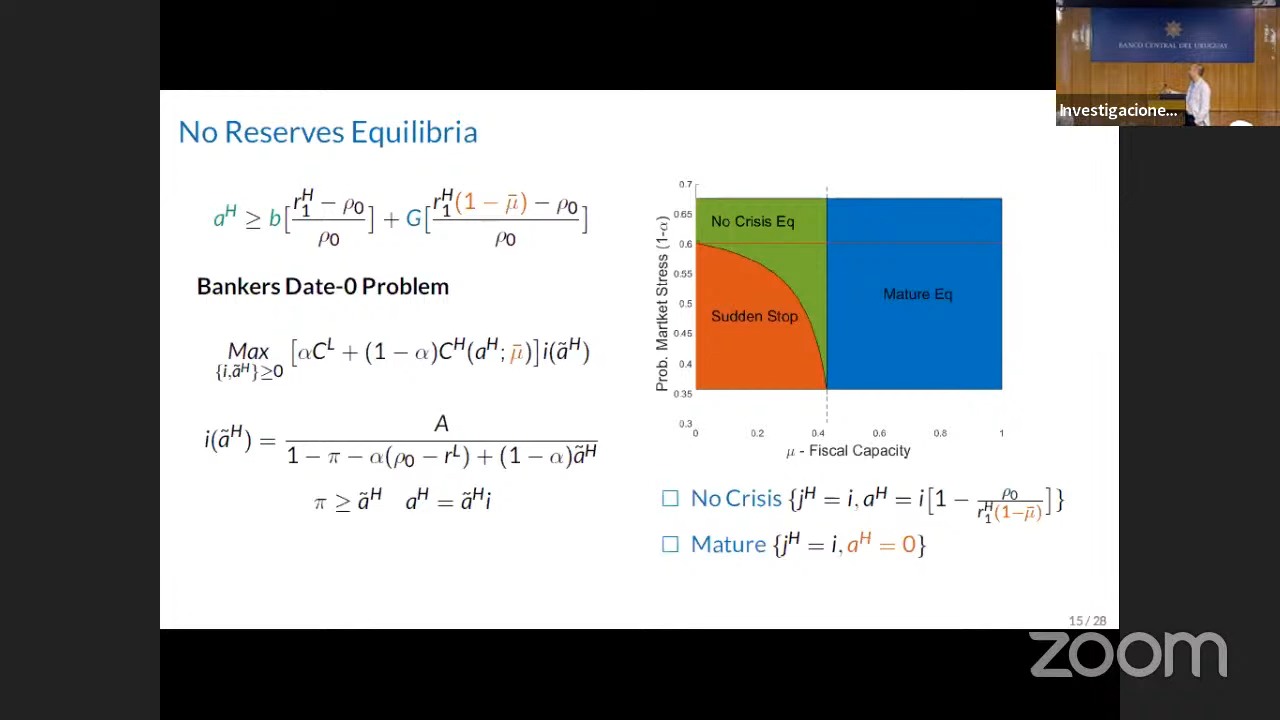 BANCO CENTRAL DEL URUGUAY
Investigacione...
No Reserves Equilibria
a^H ≥ b[(r_1^H − ρ_0)/ρ_0] + G[(r_1^H(1 − μ̄) − ρ_0)/ρ_0]
Bankers Date-0 Problem
Max_{{i,ã^H}≥0} [αC^L + (1 − α)C^H(a^H; μ̄)]i(ã^H)
i(ã^H) = A/(1 − π − α(ρ_0 − r^L) + (1 − α)ã^H)
π ≥ ã^H a^H = ã^H i
Prob. Martket Stress (1-α)
0.7
0.65
0.6
0.55
0.5
0.45
0.4
0.35
0.3
No Crisis Eq
Sudden Stop
Mature Eq
0 0.2 0.4 0.6 0.8 1
μ - Fiscal Capacity
□ No Crisis {j^H = i, a^H = i[1 − ρ_0/(r_1^H(1−μ̄))]}
□ Mature {j^H = i, a^H = 0}
15 / 28
zoom